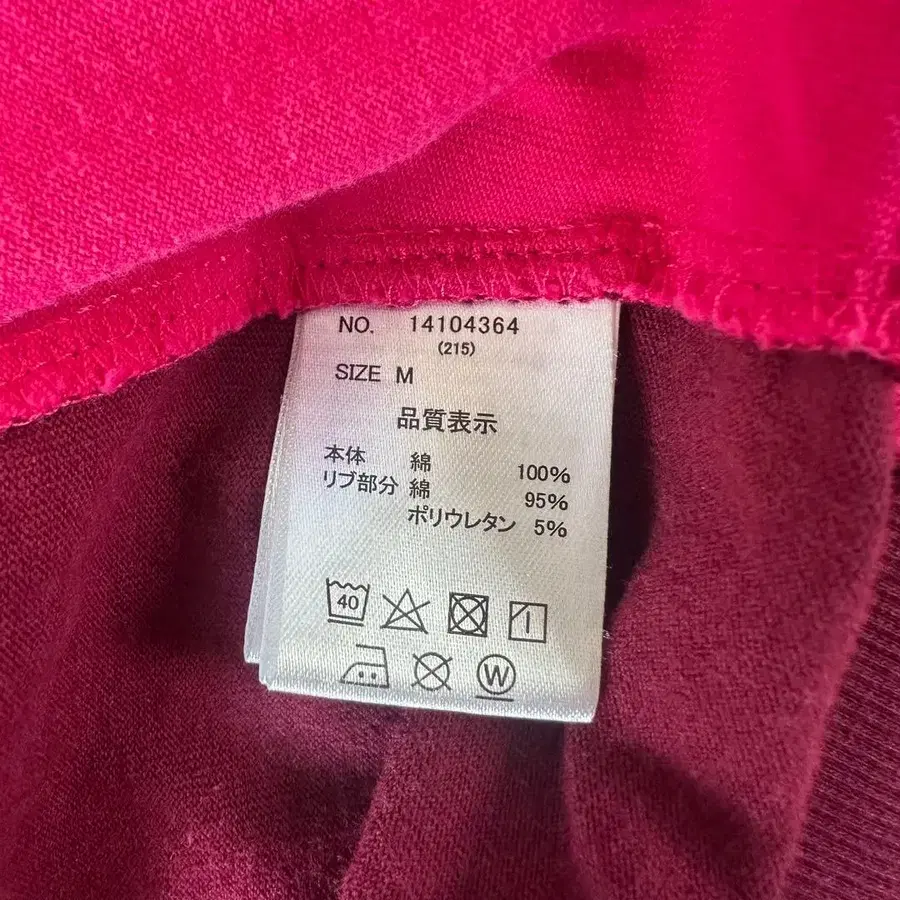 NO. 14104364
(215)
SIZE M
品質表示
本体 綿 100%
リブ部分 綿 95%
ポリウレタン 5%
40
W